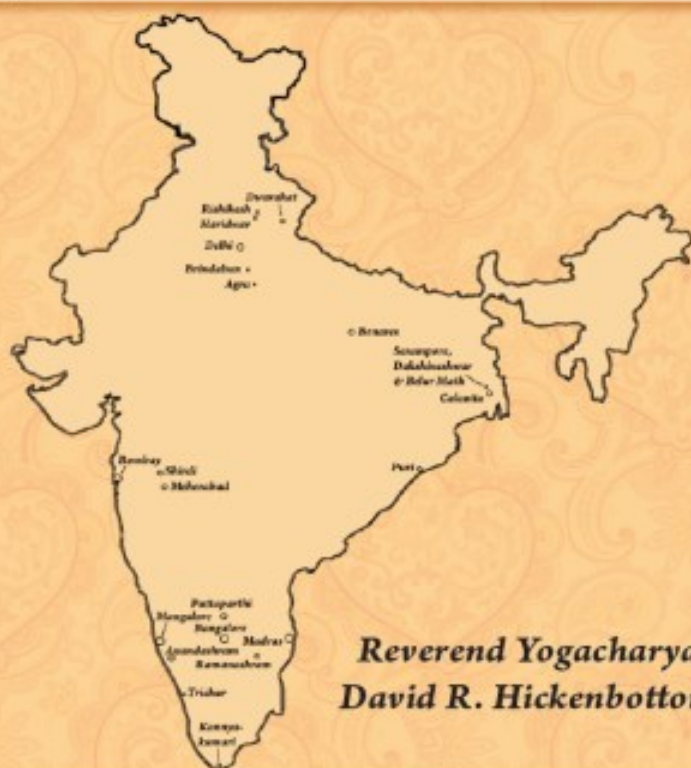 Dwarahat
Rishikesh
Haridwar
Delhi
Brindaban
Agra
Benares
Serampore,
Dakshineshwar
& Belur Math
Calcutta
Bombay
Shirdi
Meherabad
Puri
Puttaparthi
Mangalore
Bangalore
Madras
Anandashram
Ramanashram
Trichur
Kannya-
kumari
Reverend Yogacharya
David R. Hickenbottom